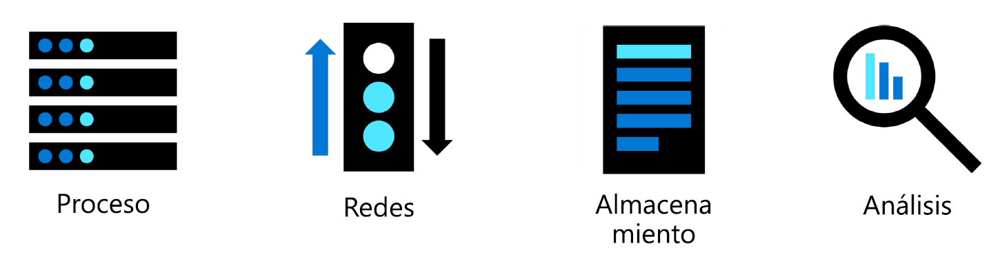 Proceso
Redes
Almacena
miento
Análisis